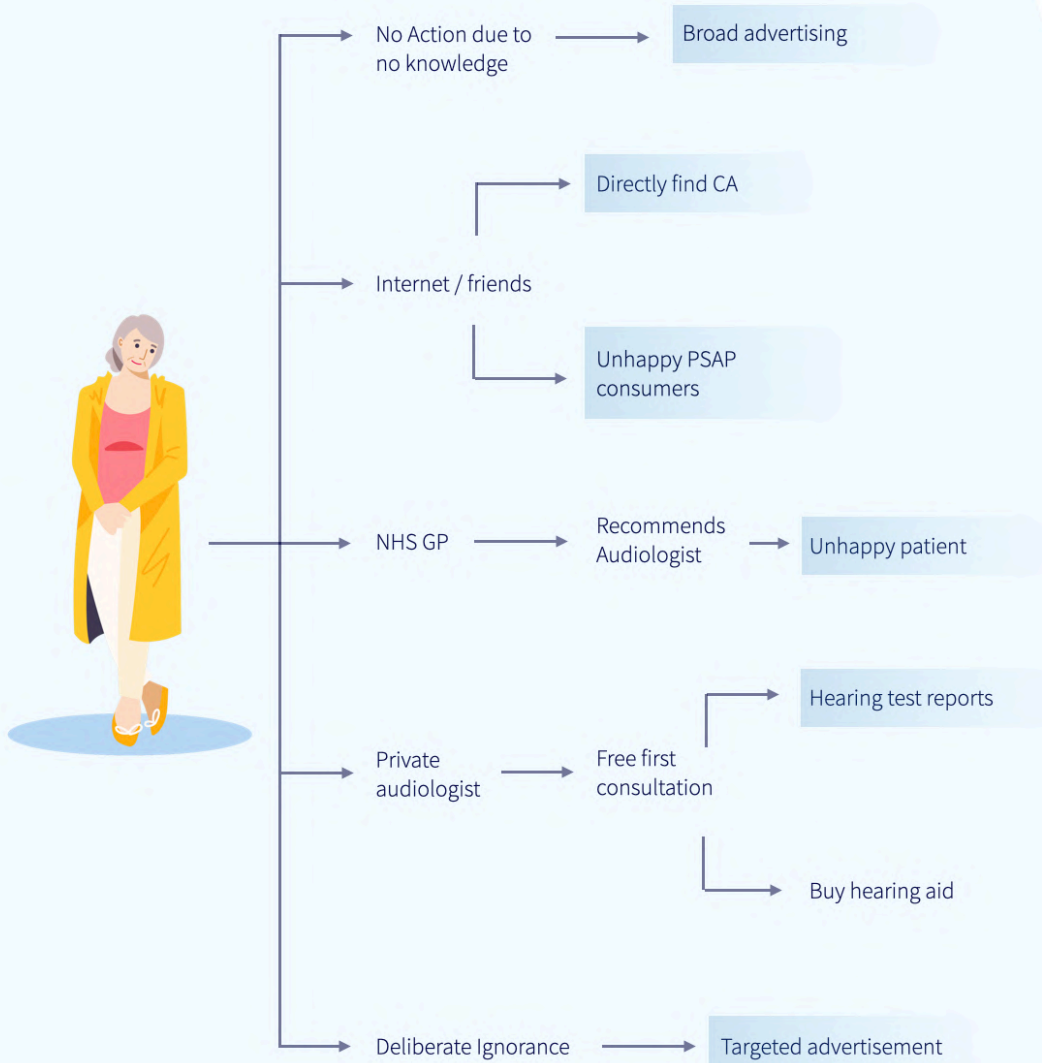 No Action due to
no knowledge
Broad advertising
Directly find CA
Internet / friends
Unhappy PSAP
consumers
NHS GP
Recommends
Audiologist
Unhappy patient
Hearing test reports
Private
audiologist
Free first
consultation
Buy hearing aid
Deliberate Ignorance
Targeted advertisement